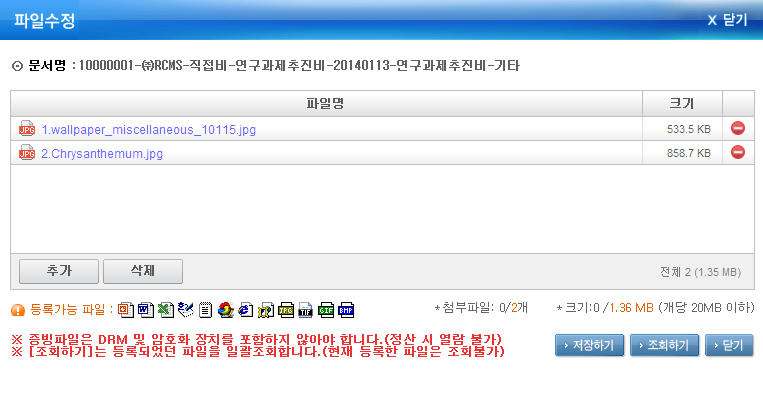 파일수정
X 닫기
문서명 : 10000001-(주)RCMS-직접비-연구과제추진비-20140113-연구과제추진비-기타
파일명 크기
JPG 1.wallpaper_miscellaneous_10115.jpg 533.5 KB
JPG 2.Chrysanthemum.jpg 858.7 KB
추가 삭제 전체 2 (1.35 MB)
등록가능 파일 : JPG TIF GIF BMP *첨부파일: 0/2개 *크기:0 /1.36 MB (개당 20MB 이하)
※ 증빙파일은 DRM 및 암호화 장치를 포함하지 않아야 합니다.(정산 시 열람 불가)
※ [조회하기]는 등록되었던 파일을 일괄조회합니다.(현재 등록한 파일은 조회불가)
저장하기 조회하기 닫기